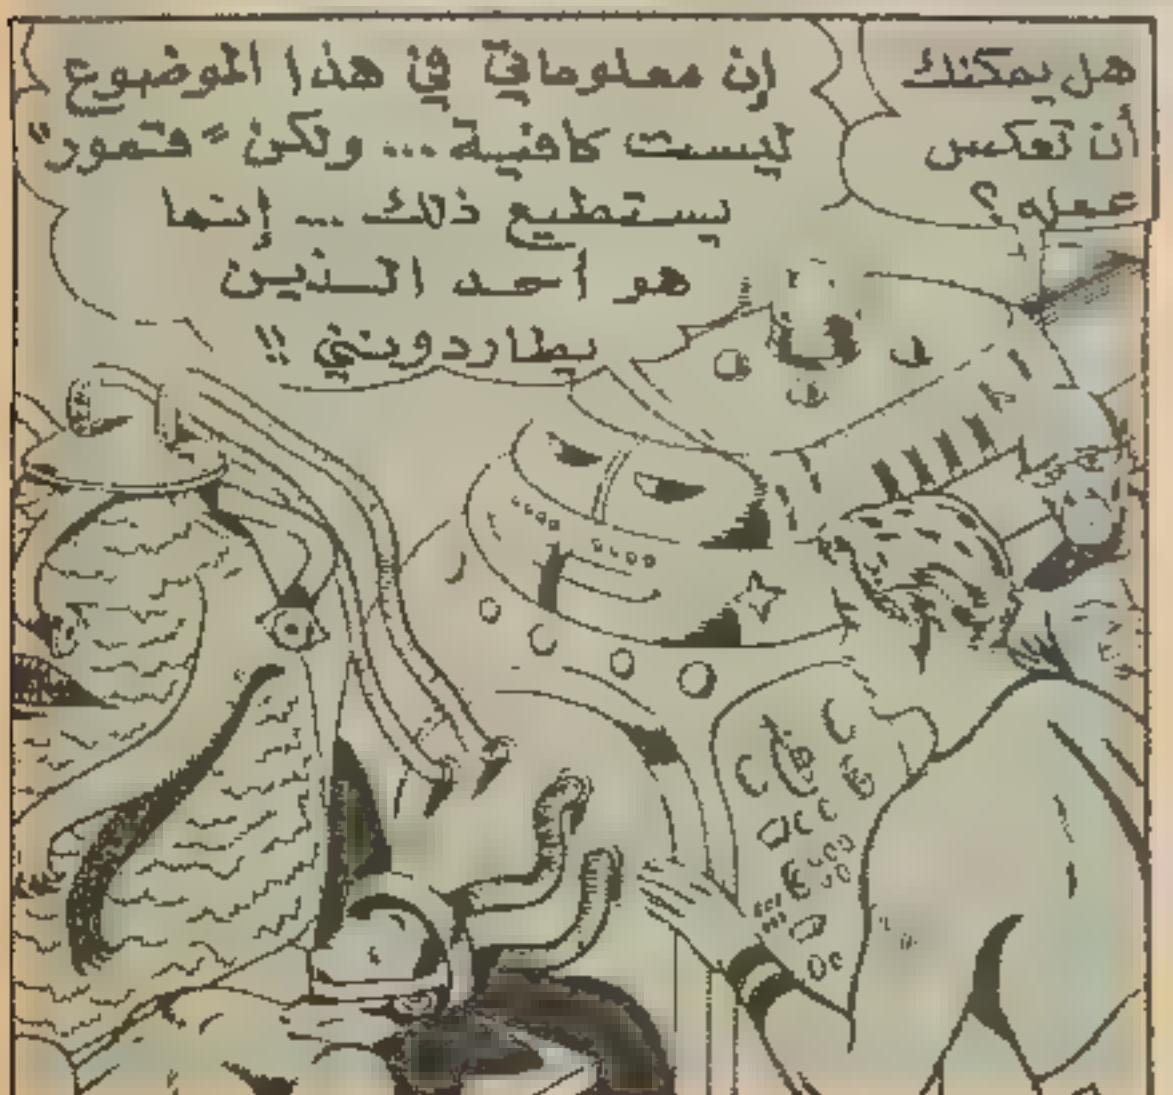 هل يمكنك
أن تعكس
عمله ؟
إن معلوماتي في هذا الموضوع
ليست كافية ... ولكن "قمور"
يستطيع ذلك ... إنما
هو أحد الذين
يطاردونني !!